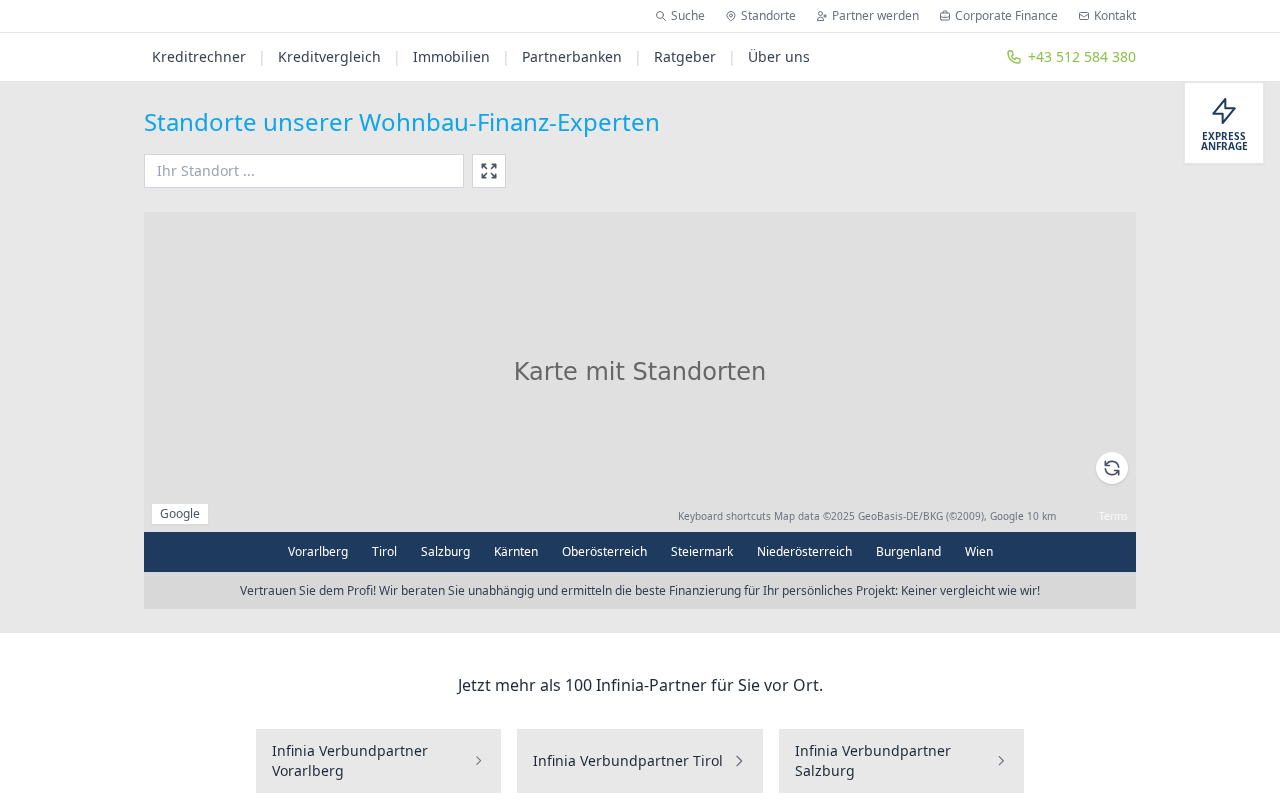 Suche Standorte Partner werden Corporate Finance Kontakt
Kreditrechner | Kreditvergleich | Immobilien | Partnerbanken | Ratgeber | Über uns +43 512 584 380
EXPRESS
ANFRAGE
Standorte unserer Wohnbau-Finanz-Experten
Ihr Standort ...
Karte mit Standorten
Google
Keyboard shortcuts Map data ©2025 GeoBasis-DE/BKG (©2009), Google 10 km Terms
Vorarlberg Tirol Salzburg Kärnten Oberösterreich Steiermark Niederösterreich Burgenland Wien
Vertrauen Sie dem Profi! Wir beraten Sie unabhängig und ermitteln die beste Finanzierung für Ihr persönliches Projekt: Keiner vergleicht wie wir!
Jetzt mehr als 100 Infinia-Partner für Sie vor Ort.
Infinia Verbundpartner
Vorarlberg
Infinia Verbundpartner Tirol
Infinia Verbundpartner
Salzburg